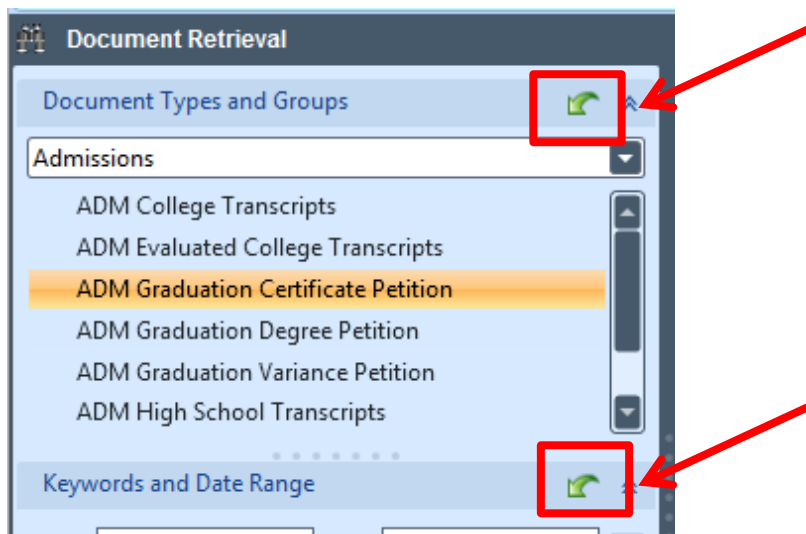 Document Retrieval
Document Types and Groups
Admissions
ADM College Transcripts
ADM Evaluated College Transcripts
ADM Graduation Certificate Petition
ADM Graduation Degree Petition
ADM Graduation Variance Petition
ADM High School Transcripts
Keywords and Date Range